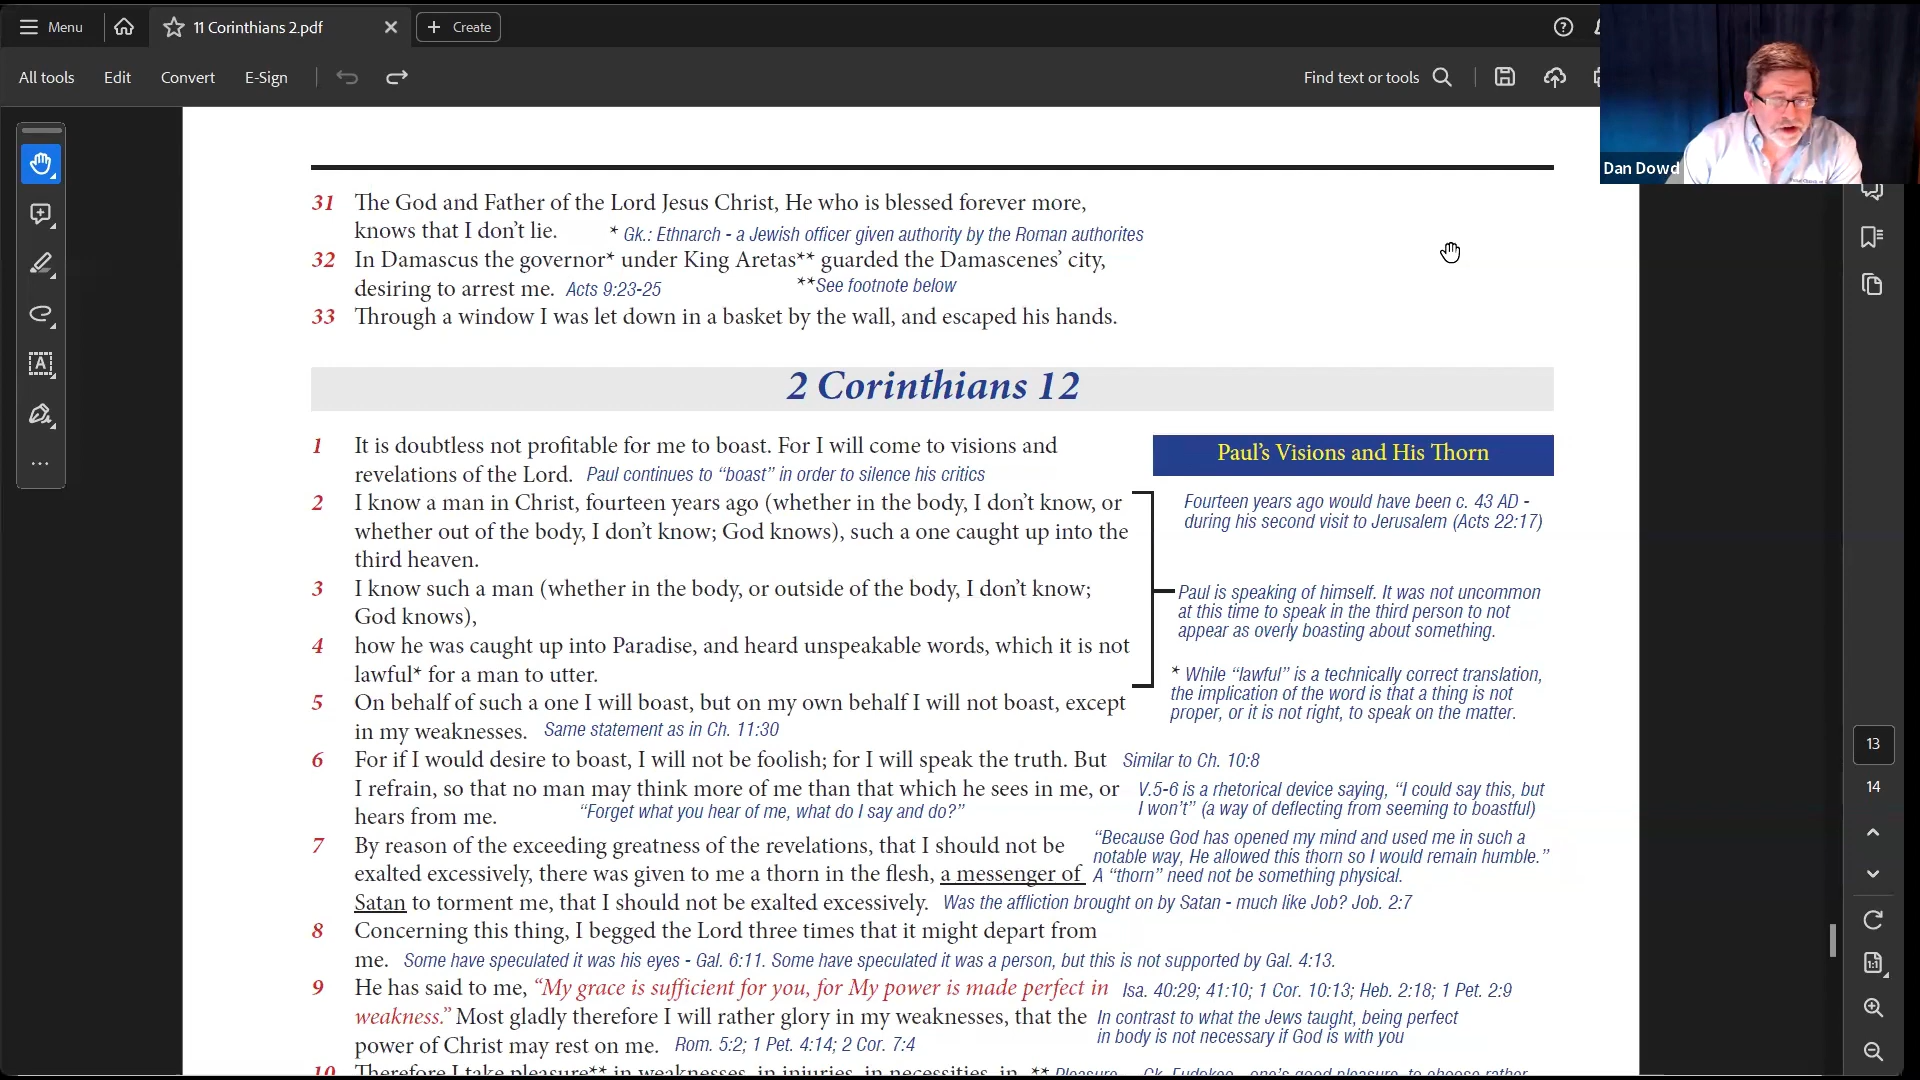 Menu
11 Corinthians 2.pdf
Create
All tools
Edit
Convert
E-Sign
Find text or tools
Dan Dowd
31 The God and Father of the Lord Jesus Christ, He who is blessed forever more,
knows that I don't lie. * Gk.: Ethnarch - a Jewish officer given authority by the Roman authorites
32 In Damascus the governor* under King Aretas** guarded the Damascenes' city,
desiring to arrest me. Acts 9:23-25 **See footnote below
33 Through a window I was let down in a basket by the wall, and escaped his hands.
2 Corinthians 12
1 It is doubtless not profitable for me to boast. For I will come to visions and
revelations of the Lord. Paul continues to "boast" in order to silence his critics
Paul's Visions and His Thorn
2 I know a man in Christ, fourteen years ago (whether in the body, I don't know, or
whether out of the body, I don't know; God knows), such a one caught up into the
third heaven.
Fourteen years ago would have been c. 43 AD -
during his second visit to Jerusalem (Acts 22:17)
3 I know such a man (whether in the body, or outside of the body, I don't know;
God knows),
Paul is speaking of himself. It was not uncommon
at this time to speak in the third person to not
appear as overly boasting about something.
4 how he was caught up into Paradise, and heard unspeakable words, which it is not
lawful* for a man to utter.
* While "lawful" is a technically correct translation,
the implication of the word is that a thing is not
proper, or it is not right, to speak on the matter.
5 On behalf of such a one I will boast, but on my own behalf I will not boast, except
in my weaknesses. Same statement as in Ch. 11:30
6 For if I would desire to boast, I will not be foolish; for I will speak the truth. But Similar to Ch. 10:8
I refrain, so that no man may think more of me than that which he sees in me, or
hears from me. "Forget what you hear of me, what do I say and do?"
V.5-6 is a rhetorical device saying, "I could say this, but
I won't" (a way of deflecting from seeming to boastful)
7 By reason of the exceeding greatness of the revelations, that I should not be
exalted excessively, there was given to me a thorn in the flesh, a messenger of
Satan to torment me, that I should not be exalted excessively. Was the affliction brought on by Satan - much like Job? Job. 2:7
"Because God has opened my mind and used me in such a
notable way, He allowed this thorn so I would remain humble."
A "thorn" need not be something physical.
8 Concerning this thing, I begged the Lord three times that it might depart from
me. Some have speculated it was his eyes - Gal. 6:11. Some have speculated it was a person, but this is not supported by Gal. 4:13.
9 He has said to me, "My grace is sufficient for you, for My power is made perfect in Isa. 40:29; 41:10; 1 Cor. 10:13; Heb. 2:18; 1 Pet. 2:9
weakness." Most gladly therefore I will rather glory in my weaknesses, that the
power of Christ may rest on me. Rom. 5:2; 1 Pet. 4:14; 2 Cor. 7:4
In contrast to what the Jews taught, being perfect
in body is not necessary if God is with you
10 Therefore I take pleasure** in weaknesses, in injuries, in necessities, in ** Pleasure - Gk. Eudokeo - one's good pleasure, to choose rather
13
14